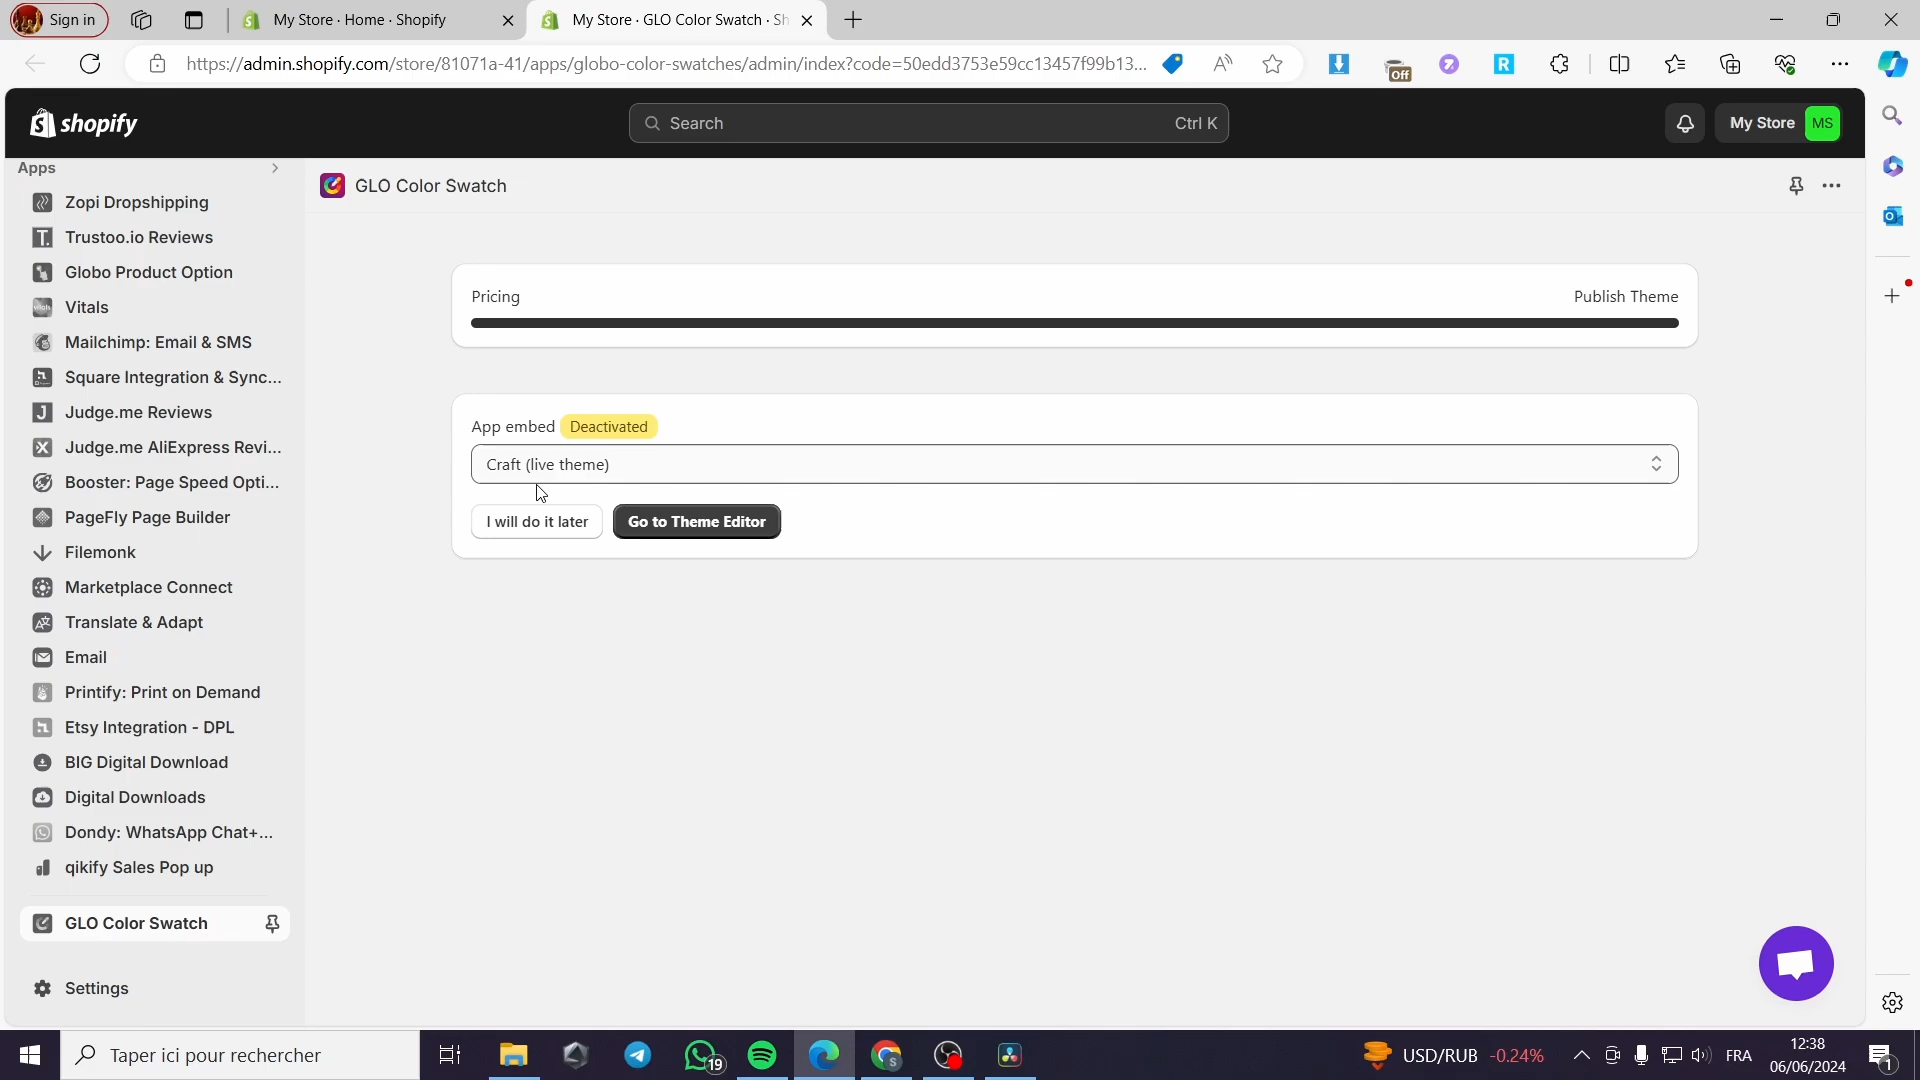 Sign in
My Store · Home · Shopify
My Store · GLO Color Swatch · Sh
https://admin.shopify.com/store/81071a-41/apps/globo-color-swatches/admin/index?code=50edd3753e59cc13457f99b13...
Off
shopify
Search
Ctrl K
My Store
MS
Apps
GLO Color Swatch
Zopi Dropshipping
Trustoo.io Reviews
Globo Product Option
Vitals
Mailchimp: Email & SMS
Square Integration & Sync...
Judge.me Reviews
Judge.me AliExpress Revi...
Booster: Page Speed Opti...
PageFly Page Builder
Filemonk
Marketplace Connect
Translate & Adapt
Email
Printify: Print on Demand
Etsy Integration - DPL
BIG Digital Download
Digital Downloads
Dondy: WhatsApp Chat+...
qikify Sales Pop up
GLO Color Swatch
Settings
Pricing
Publish Theme
App embed
Deactivated
Craft (live theme)
I will do it later
Go to Theme Editor
Taper ici pour rechercher
19
USD/RUB -0.24%
FRA
12:38
06/06/2024
1